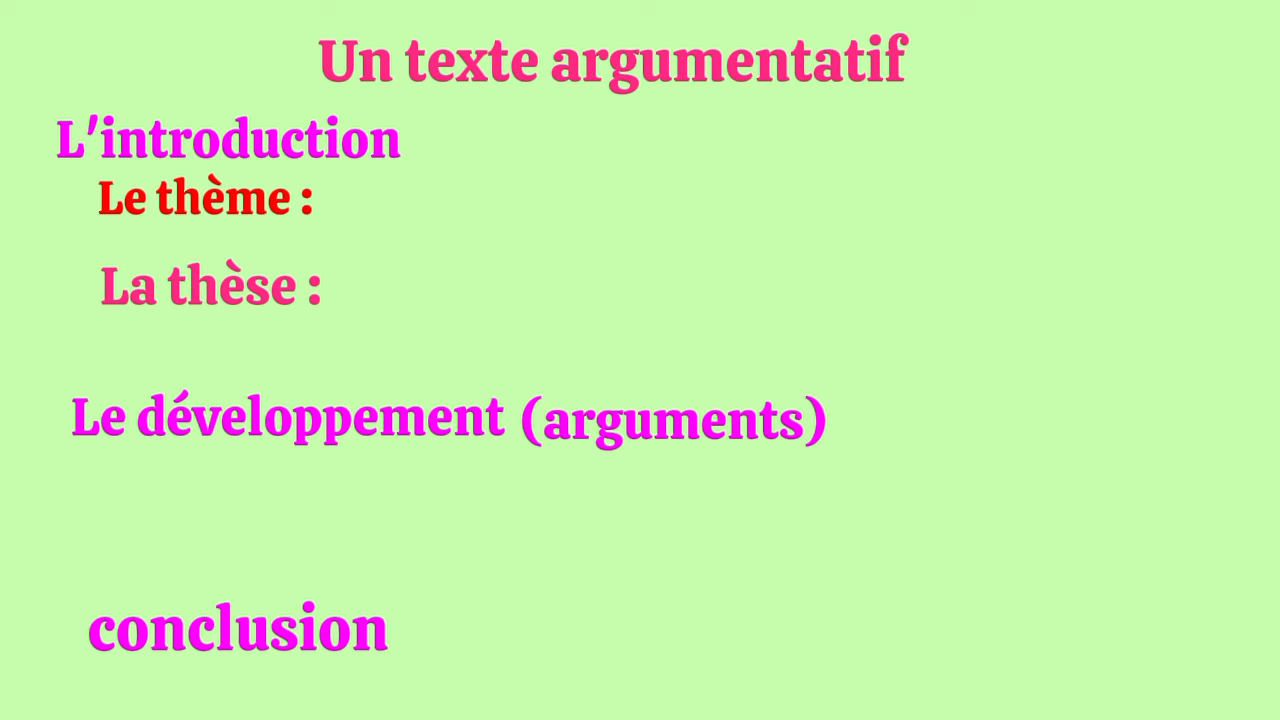 Un texte argumentatif
L'introduction
Le thème :
La thèse :
Le développement (arguments)
conclusion